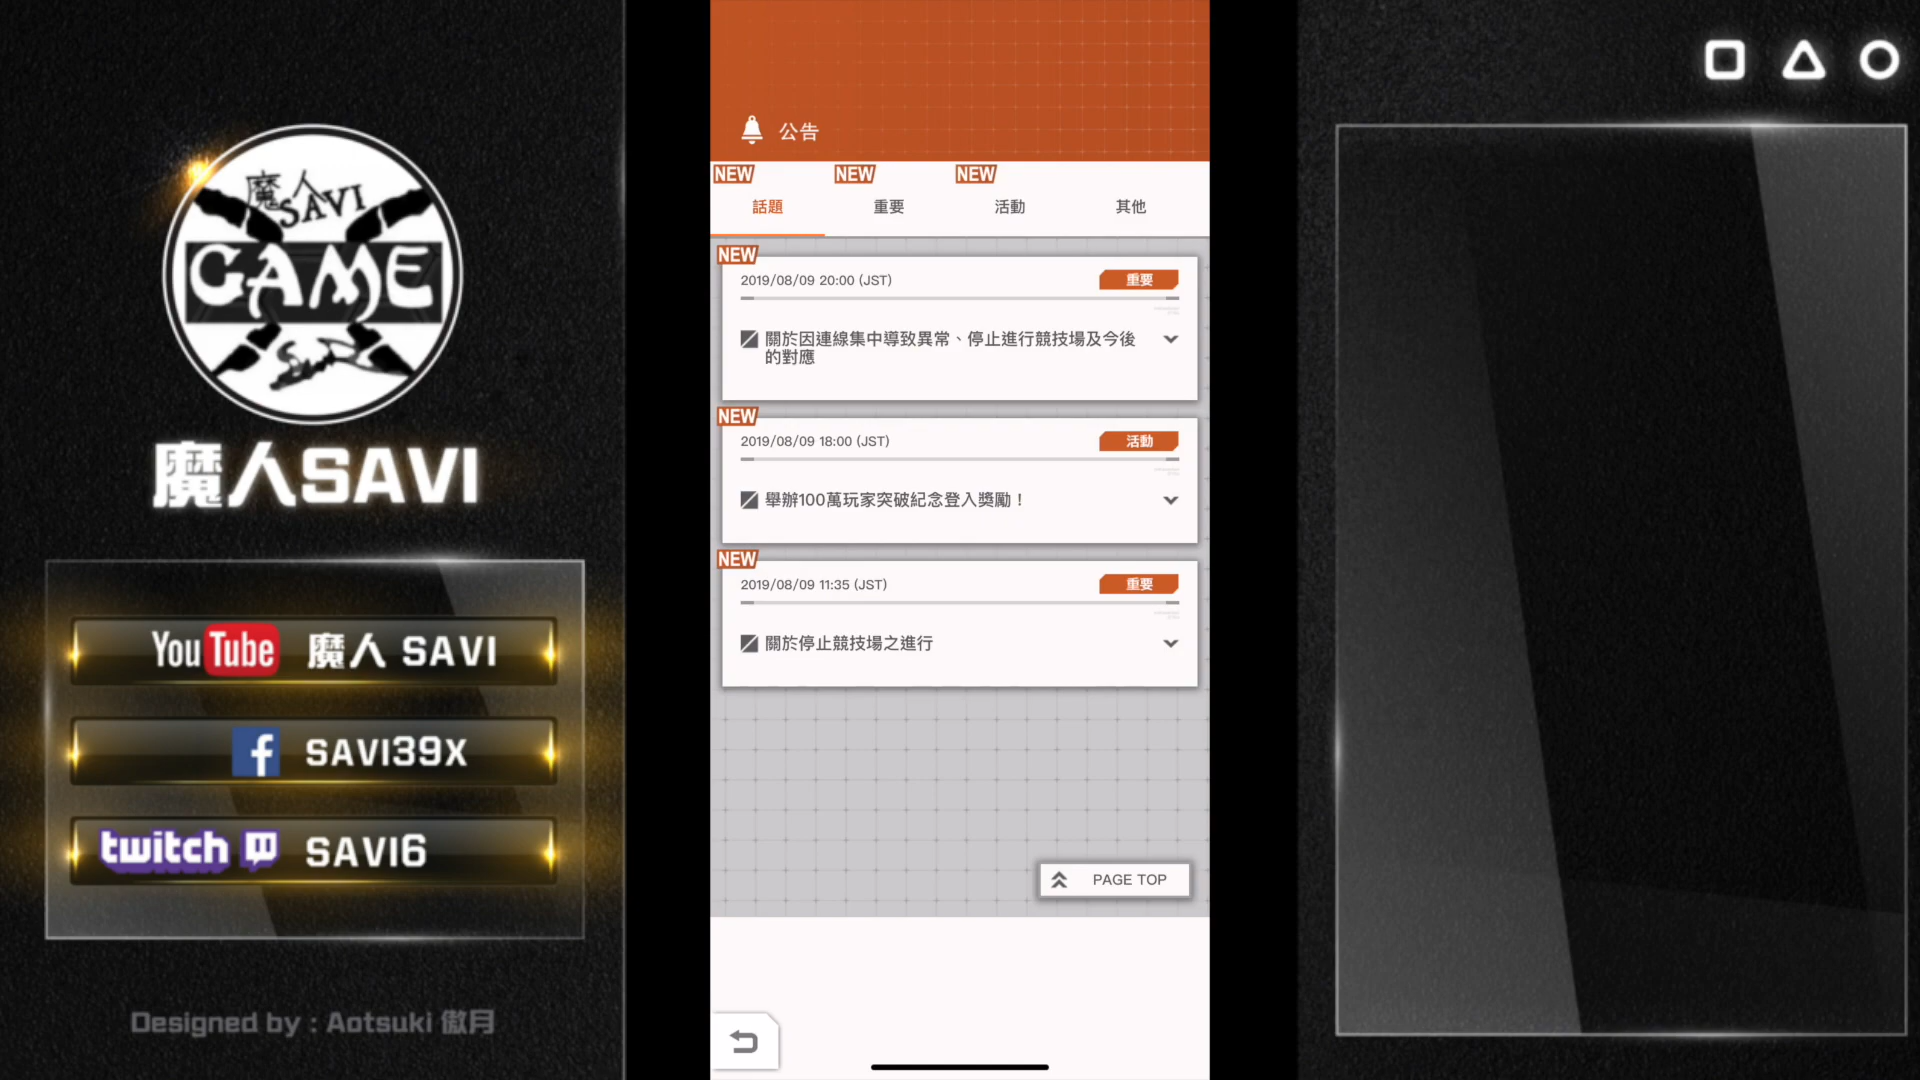 魔人
SAVI
GAME
魔人SAVI
YouTube 魔人 SAVI
f SAVI39X
twitch SAVI6
Designed by : Aotsuki 傲月
公告
NEW NEW NEW
話題 重要 活動 其他
NEW
2019/08/09 20:00 (JST) 重要
關於因連線集中導致異常、停止進行競技場及今後
的對應
NEW
2019/08/09 18:00 (JST) 活動
舉辦100萬玩家突破紀念登入獎勵！
NEW
2019/08/09 11:35 (JST) 重要
關於停止競技場之進行
PAGE TOP